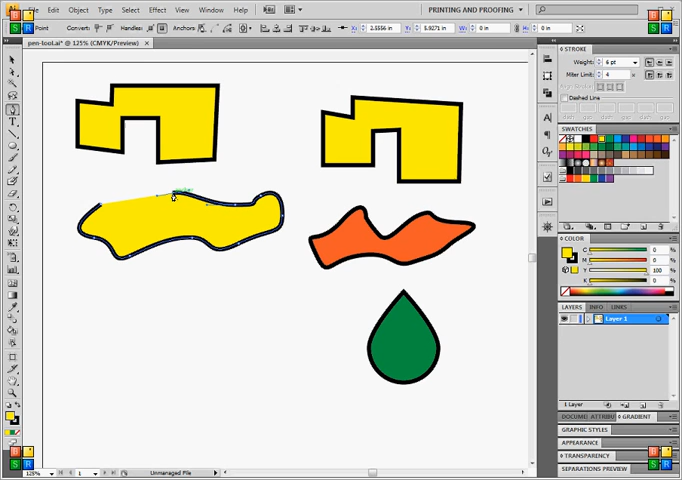 Ai File Edit Object Type Select Effect View Window Help PRINTING AND PROOFING
Point Convert: Handles: Anchors: X: 2.5556 in Y: 5.9271 in W: 0 in H: 0 in
B R
S
B
S R
pen-tool.ai* @ 125% (CMYK/Preview) ×
STROKE
Weight: 6 pt
Miter Limit: 4
Dashed Line
SWATCHES
COLOR
C 0 %
M 0
Y 100
K 0
LAYERS INFO LINKS
Layer 1
1 Layer
DOCUME ATTRIBU GRADIENT
GRAPHIC STYLES
APPEARANCE
TRANSPARENCY
SEPARATIONS PREVIEW
B
S R
B
S R
125% 1 Unmanaged File